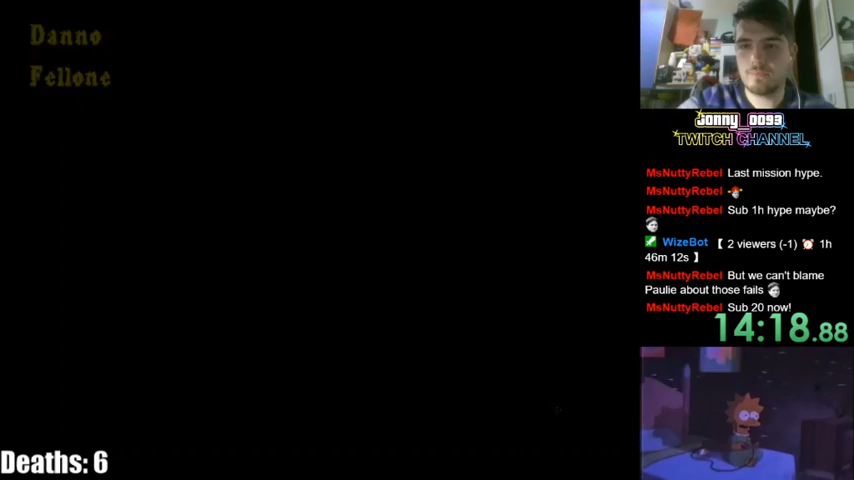 Danno
Fellone
Jonny_0093
TWITCH CHANNEL
MsNuttyRebel Last mission hype.
MsNuttyRebel
MsNuttyRebel Sub 1h hype maybe?
WizeBot 【 2 viewers (-1) ⏰ 1h
46m 12s 】
MsNuttyRebel But we can't blame
Paulie about those fails
MsNuttyRebel Sub 20 now!
14:18.88
Deaths: 6